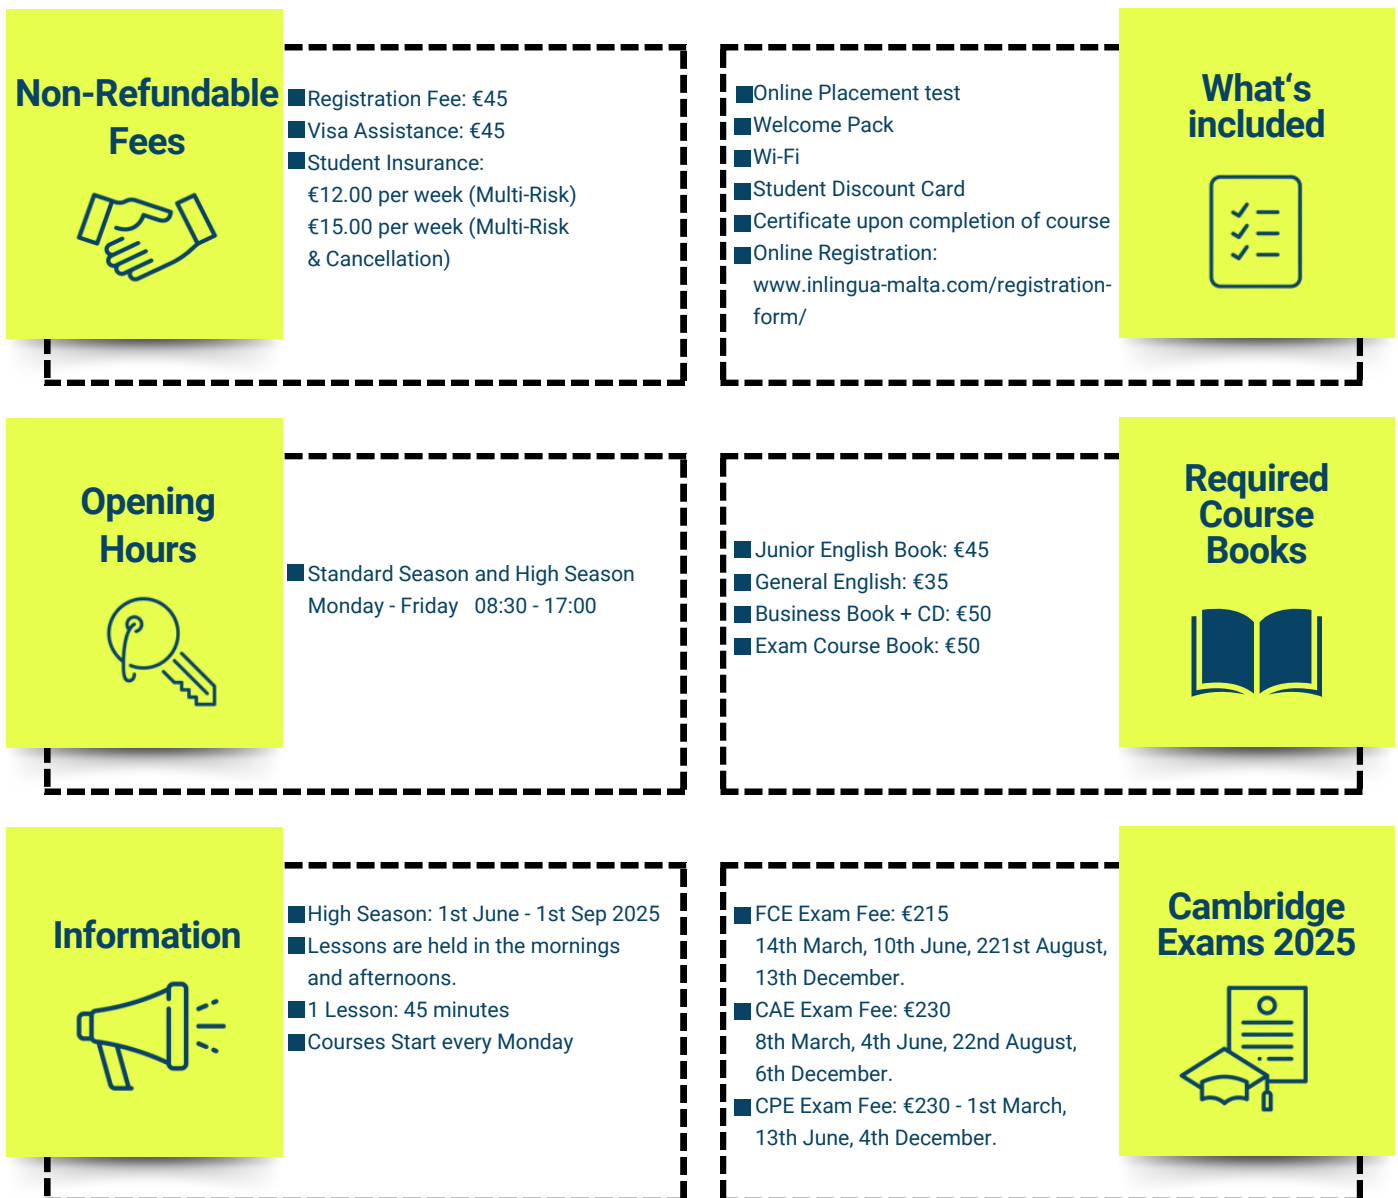 Non-Refundable
Fees
Registration Fee: €45
Visa Assistance: €45
Student Insurance:
€12.00 per week (Multi-Risk)
€15.00 per week (Multi-Risk
& Cancellation)
What‘s
included
Online Placement test
Welcome Pack
Wi-Fi
Student Discount Card
Certificate upon completion of course
Online Registration:
www.inlingua-malta.com/registration-
form/
Opening
Hours
Standard Season and High Season
Monday - Friday 08:30 - 17:00
Required
Course
Books
Junior English Book: €45
General English: €35
Business Book + CD: €50
Exam Course Book: €50
Information
High Season: 1st June - 1st Sep 2025
Lessons are held in the mornings
and afternoons.
1 Lesson: 45 minutes
Courses Start every Monday
Cambridge
Exams 2025
FCE Exam Fee: €215
14th March, 10th June, 221st August,
13th December.
CAE Exam Fee: €230
8th March, 4th June, 22nd August,
6th December.
CPE Exam Fee: €230 - 1st March,
13th June, 4th December.